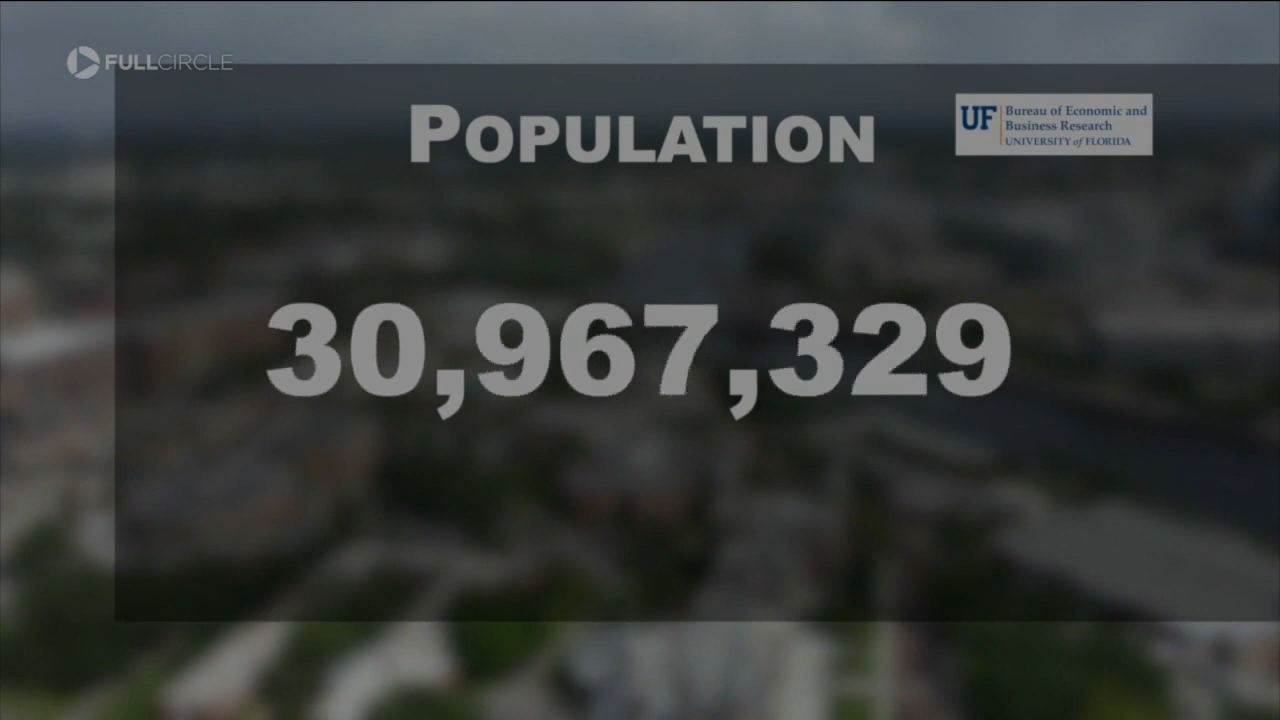 FULLCIRCLE
POPULATION
UF Bureau of Economic and
Business Research
UNIVERSITY of FLORIDA
30,967,329